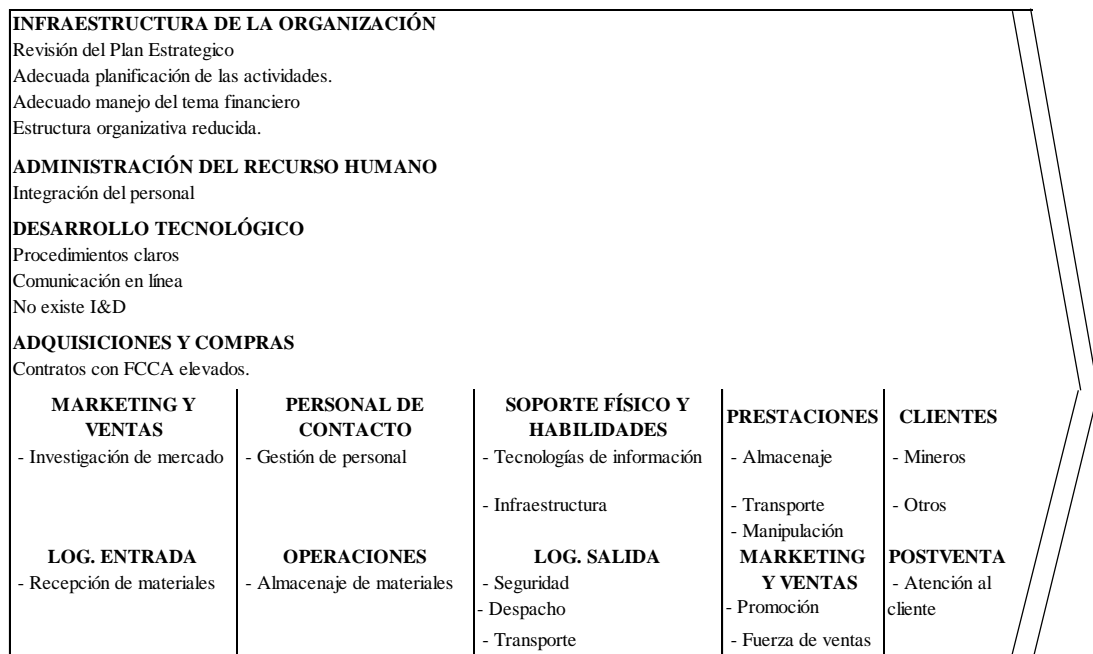 INFRAESTRUCTURA DE LA ORGANIZACIÓN
Revisión del Plan Estrategico
Adecuada planificación de las actividades.
Adecuado manejo del tema financiero
Estructura organizativa reducida.
ADMINISTRACIÓN DEL RECURSO HUMANO
Integración del personal
DESARROLLO TECNOLÓGICO
Procedimientos claros
Comunicación en línea
No existe I&D
ADQUISICIONES Y COMPRAS
Contratos con FCCA elevados.
MARKETING Y
VENTAS
- Investigación de mercado
PERSONAL DE
CONTACTO
- Gestión de personal
SOPORTE FÍSICO Y
HABILIDADES
- Tecnologías de información
- Infraestructura
PRESTACIONES
- Almacenaje
- Transporte
- Manipulación
CLIENTES
- Mineros
- Otros
LOG. ENTRADA
- Recepción de materiales
OPERACIONES
- Almacenaje de materiales
LOG. SALIDA
- Seguridad
- Despacho
- Transporte
MARKETING
Y VENTAS
- Promoción
- Fuerza de ventas
POSTVENTA
- Atención al
cliente